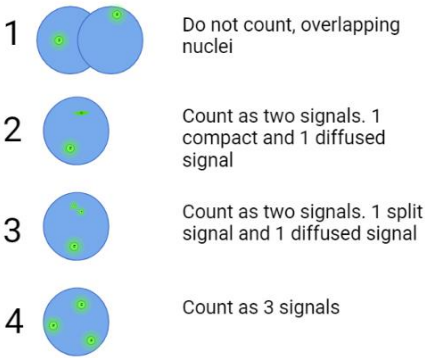 1
Do not count, overlapping
nuclei
2
Count as two signals. 1
compact and 1 diffused
signal
3
Count as two signals. 1 split
signal and 1 diffused signal
4
Count as 3 signals